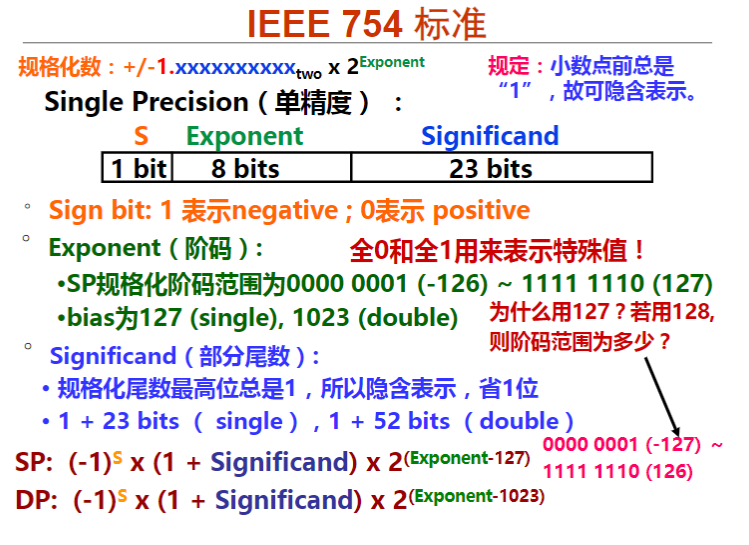 IEEE 754 标准
规格化数：+/-1.xxxxxxxxxxtwo x 2Exponent
规定：小数点前总是
“1”，故可隐含表示。
Single Precision（单精度）：
S Exponent Significand
1 bit 8 bits 23 bits
Sign bit: 1 表示negative ; 0表示 positive
Exponent（阶码）:
全0和全1用来表示特殊值！
•SP规格化阶码范围为0000 0001 (-126) ~ 1111 1110 (127)
•bias为127 (single), 1023 (double)
为什么用127？若用128,
则阶码范围为多少？
Significand（部分尾数）:
• 规格化尾数最高位总是1，所以隐含表示，省1位
• 1 + 23 bits （ single），1 + 52 bits（double）
0000 0001 (-127) ~
1111 1110 (126)
SP: (-1)S x (1 + Significand) x 2(Exponent-127)
DP: (-1)S x (1 + Significand) x 2(Exponent-1023)